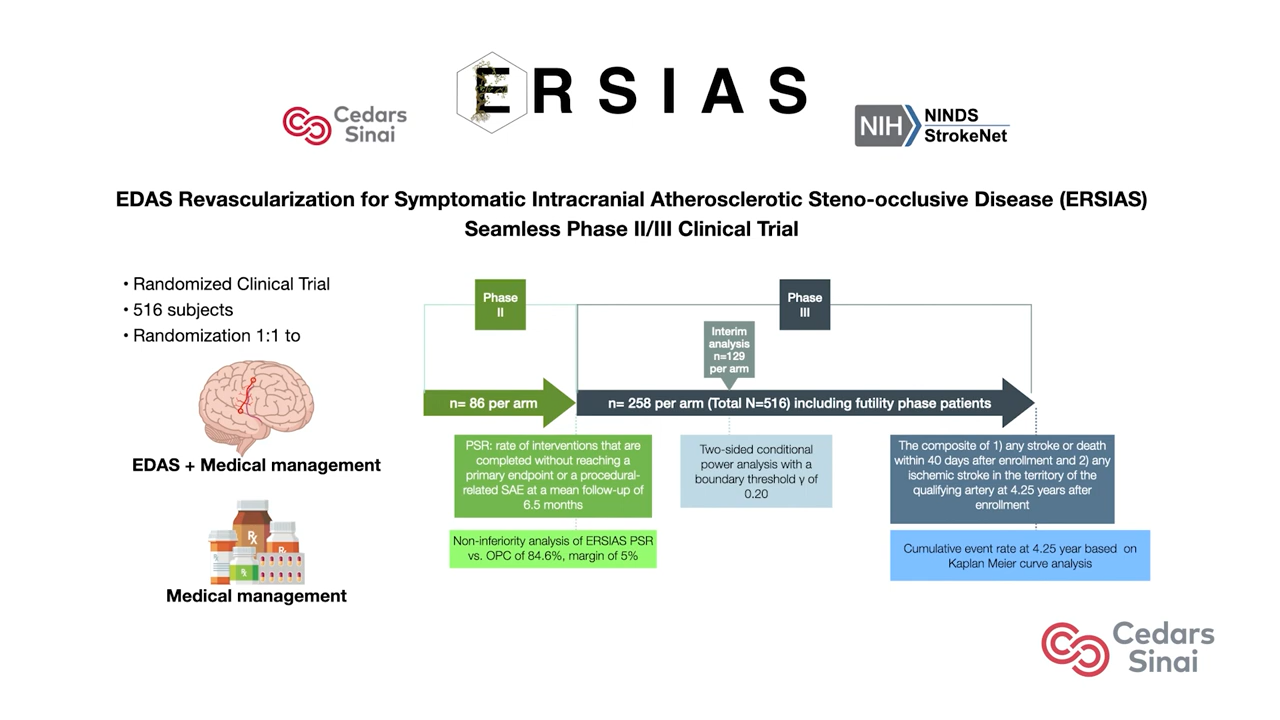 ERSIAS
Cedars
Sinai
NIH
NINDS
StrokeNet
EDAS Revascularization for Symptomatic Intracranial Atherosclerotic Steno-occlusive Disease (ERSIAS)
Seamless Phase II/III Clinical Trial
• Randomized Clinical Trial
• 516 subjects
• Randomization 1:1 to
EDAS + Medical management
Rx
Rx
Rx
Rx
Medical management
Phase
II
Phase
III
Interim
analysis
n=129
per arm
n= 86 per arm
n= 258 per arm (Total N=516) including futility phase patients
PSR: rate of interventions that are
completed without reaching a
primary endpoint or a procedural-
related SAE at a mean follow-up of
6.5 months
Non-inferiority analysis of ERSIAS PSR
vs. OPC of 84.6%, margin of 5%
Two-sided conditional
power analysis with a
boundary threshold γ of
0.20
The composite of 1) any stroke or death
within 40 days after enrollment and 2) any
ischemic stroke in the territory of the
qualifying artery at 4.25 years after
enrollment
Cumulative event rate at 4.25 year based on
Kaplan Meier curve analysis
Cedars
Sinai